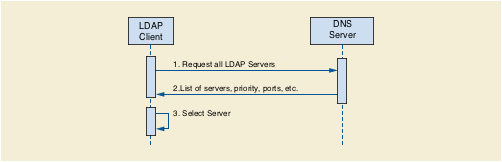 LDAP
Client
DNS
Server
1. Request all LDAP Servers
2.List of servers, priority, ports, etc.
3. Select Server